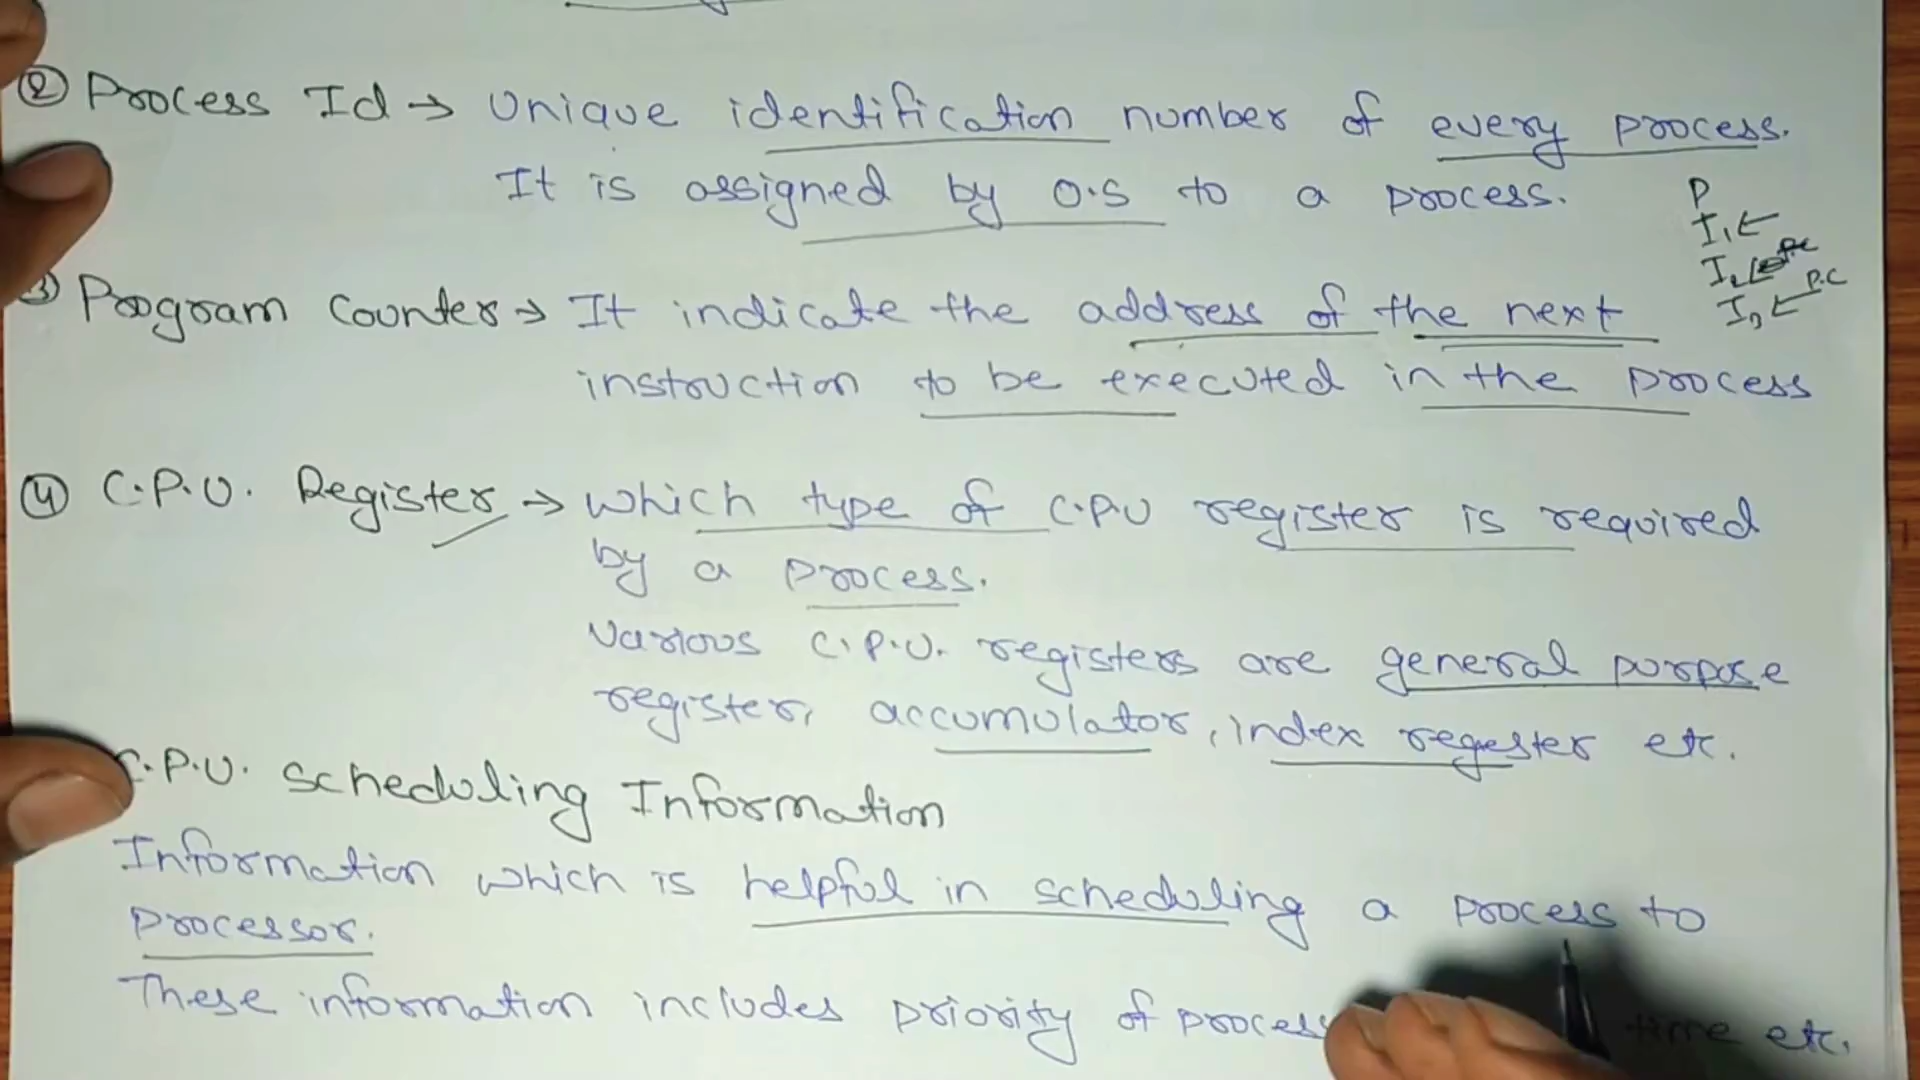 ② Process Id → Unique identification number of every process.
It is assigned by O.S to a process.
P
I₁ ←
I₂ ←
P.C
I₃ ←
③ Program Counter → It indicate the address of the next
instruction to be executed in the process
④ C.P.U. Register → Which type of C.P.U register is required
by a process.
Various C.P.U. registers are general purpose
register, accumulator, index regester etc.
C.P.U. Scheduling Information
Information which is helpful in scheduling a process to
processor.
These information includes priority of process time etc.